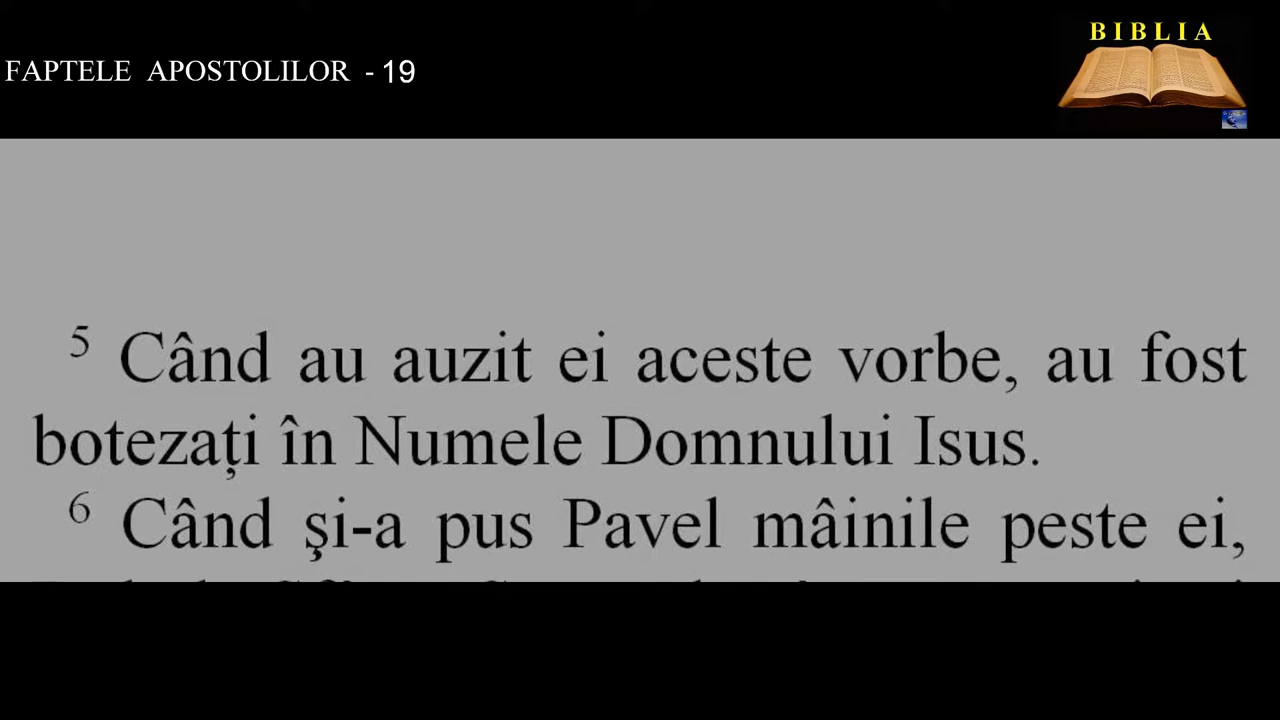 BIBLIA
FAPTELE APOSTOLILOR - 19
5 Când au auzit ei aceste vorbe, au fost
botezați în Numele Domnului Isus.
6 Când şi-a pus Pavel mâinile peste ei,